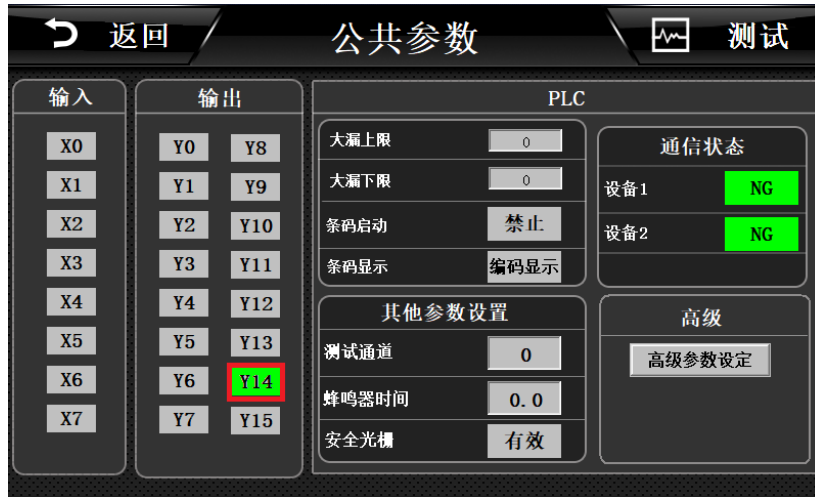 返回
公共参数
测试
输入
X0
X1
X2
X3
X4
X5
X6
X7
输出
Y0 Y8
Y1 Y9
Y2 Y10
Y3 Y11
Y4 Y12
Y5 Y13
Y6 Y14
Y7 Y15
PLC
大漏上限 0
大漏下限 0
条码启动 禁止
条码显示 编码显示
其他参数设置
测试通道 0
蜂鸣器时间 0.0
安全光栅 有效
通信状态
设备1 NG
设备2 NG
高级
高级参数设定